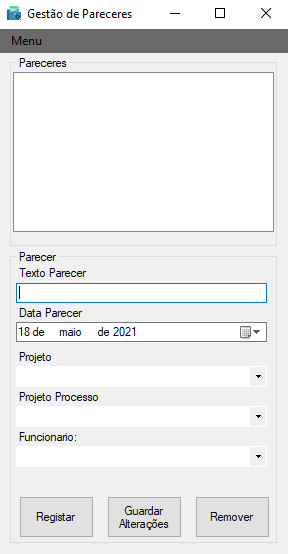 Gestão de Pareceres
Menu
Pareceres
Parecer
Texto Parecer
Data Parecer
18 de maio de 2021
Projeto
Projeto Processo
Funcionario:
Registar
Guardar
Alterações
Remover